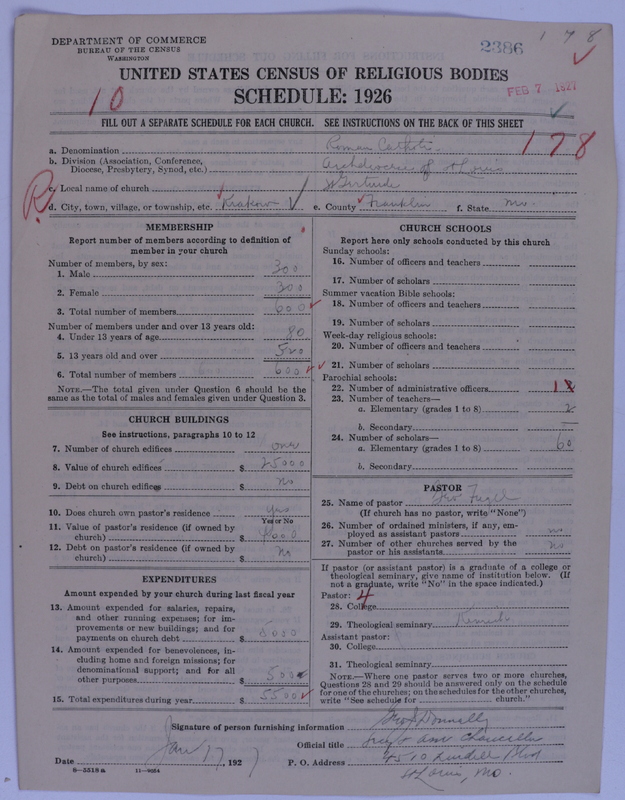 DEPARTMENT OF COMMERCE
BUREAU OF THE CENSUS
WASHINGTON
2386
178
UNITED STATES CENSUS OF RELIGIOUS BODIES
SCHEDULE: 1926
FEB 7 1927
10
FILL OUT A SEPARATE SCHEDULE FOR EACH CHURCH. SEE INSTRUCTIONS ON THE BACK OF THIS SHEET
178
a. Denomination Roman Catholic
b. Division (Association, Conference,
Diocese, Presbytery, Synod, etc.) Archdiocese of St Louis
R
c. Local name of church St Gertrude
d. City, town, village, or township, etc. Krakow e. County Franklin f. State Mo.
MEMBERSHIP
Report number of members according to definition of
member in your church
Number of members, by sex:
1. Male 300
2. Female 300
3. Total number of members 600
Number of members under and over 13 years old:
4. Under 13 years of age 80
5. 13 years old and over 520
6. Total number of members 600
NOTE.—The total given under Question 6 should be the
same as the total of males and females given under Question 3.
CHURCH BUILDINGS
See instructions, paragraphs 10 to 12
7. Number of church edifices one
8. Value of church edifices $ 25000
9. Debt on church edifices $ no
10. Does church own pastor's residence yes
Yes or No
11. Value of pastor's residence (if owned by
church) $
12. Debt on pastor's residence (if owned by
church) $ no
EXPENDITURES
Amount expended by your church during last fiscal year
13. Amount expended for salaries, repairs,
and other running expenses; for im-
provements or new buildings; and for
payments on church debt $ 5000
14. Amount expended for benevolences, in-
cluding home and foreign missions; for
denominational support; and for all
other purposes $ 500
15. Total expenditures during year $ 5500
CHURCH SCHOOLS
Report here only schools conducted by this church
Sunday schools:
16. Number of officers and teachers
17. Number of scholars
Summer vacation Bible schools:
18. Number of officers and teachers
19. Number of scholars
Week-day religious schools:
20. Number of officers and teachers
21. Number of scholars
Parochial schools:
22. Number of administrative officers 1
23. Number of teachers—
a. Elementary (grades 1 to 8) 2
b. Secondary
24. Number of scholars—
a. Elementary (grades 1 to 8) 60
b. Secondary
PASTOR
25. Name of pastor
(If church has no pastor, write "None")
26. Number of ordained ministers, if any, em-
ployed as assistant pastors no
27. Number of other churches served by the
pastor or his assistants no
If pastor (or assistant pastor) is a graduate of a college or
theological seminary, give name of institution below. (If
not a graduate, write "No" in the space indicated.)
Pastor: 4
28. College
29. Theological seminary Kenrick
Assistant pastor:
30. College
31. Theological seminary
NOTE.—Where one pastor serves two or more churches,
Questions 28 and 29 should be answered only on the schedule
for one of the churches; on the schedules for the other churches,
write "See schedule for church."
Signature of person furnishing information Donnelly
Official title Chancellor
Date Jan 17, 1927
P. O. Address Lindell Blvd
St Louis, Mo.
8—5518a 11—9054